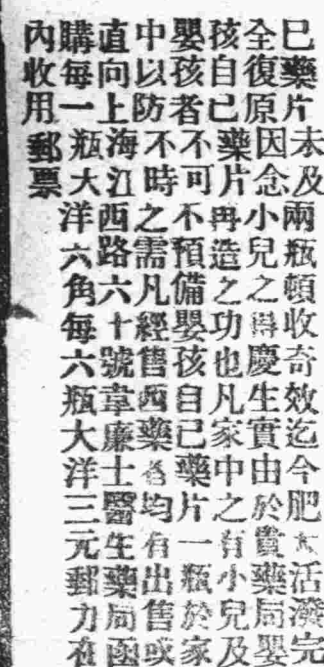 已藥片未及兩瓶頓收奇效迄今肥大活潑完
全復原因念小兒之得慶生實由於貴藥局嬰
孩自己藥片再造之功也凡家中之有小兒及
嬰孩者不可不預備嬰孩自己藥片一瓶於家
中以防不時之需凡經售西藥者均有出售或
直向上海江西路六十號韋廉士醫生藥局函
購每一瓶大洋六角每六瓶大洋三元郵力在
內收用郵票